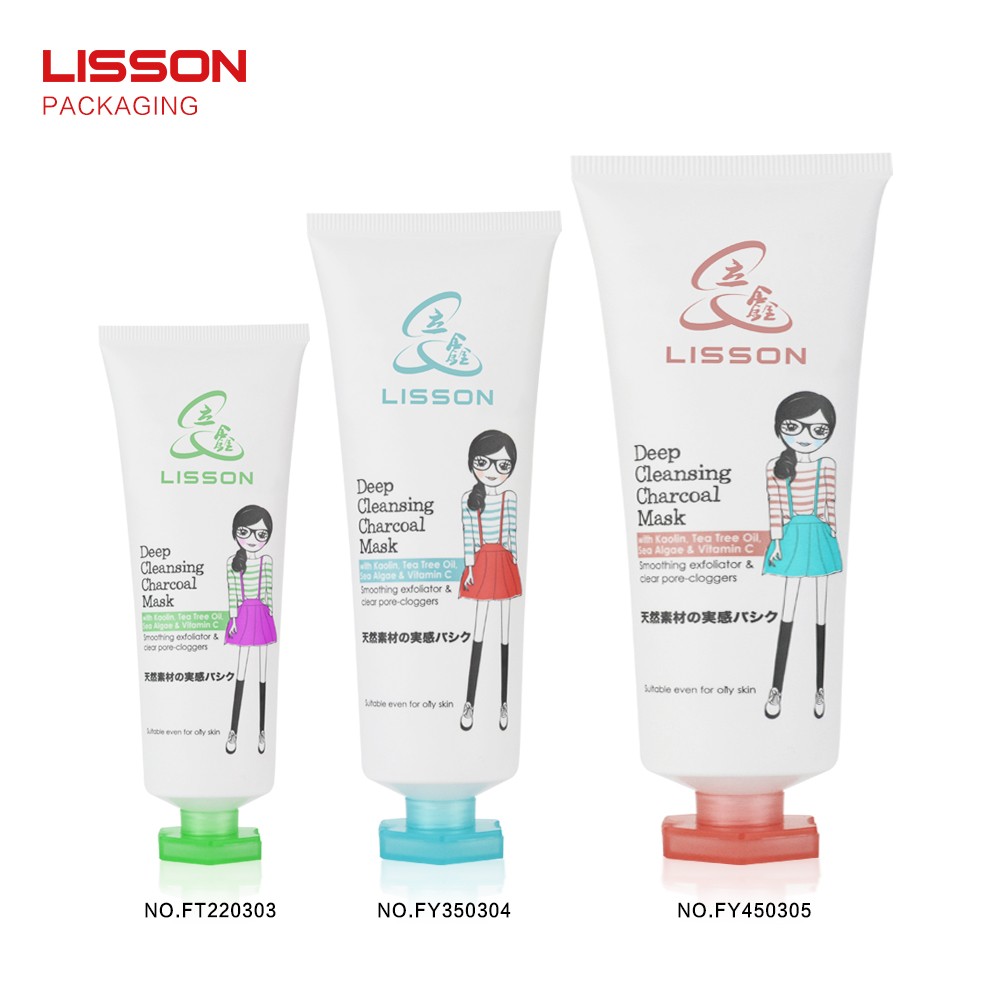 LISSON
PACKAGING
立鑫
LISSON
Deep
Cleansing
Charcoal
Mask
with Kaolin, Tea Tree Oil,
Sea Algae & Vitamin C
Smoothing exfoliator &
clear pore-cloggers
天然素材の実感パシク
Suitable even for oily skin
NO.FT220303
立鑫
LISSON
Deep
Cleansing
Charcoal
Mask
with Kaolin, Tea Tree Oil,
Sea Algae & Vitamin C
Smoothing exfoliator &
clear pore-cloggers
天然素材の実感パシク
Suitable even for oily skin
NO.FY350304
立鑫
LISSON
Deep
Cleansing
Charcoal
Mask
with Kaolin, Tea Tree Oil,
Sea Algae & Vitamin C
Smoothing exfoliator &
clear pore-cloggers
天然素材の実感パシク
Suitable even for oily skin
NO.FY450305